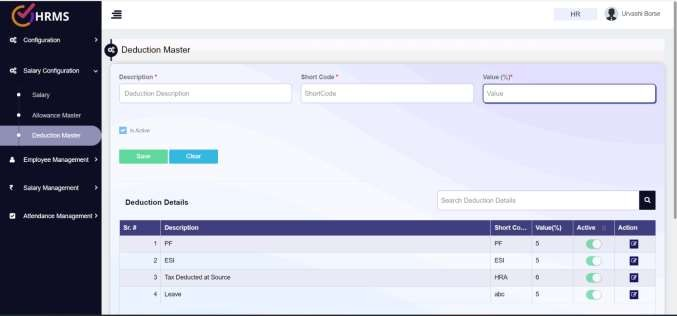 HRMS
HR
Urvashi Borse
Configuration
Salary Configuration
Salary
Allowance Master
Deduction Master
Employee Management
Salary Management
Attendance Management
Deduction Master
Description *
Short Code *
Value (%)*
Deduction Description
ShortCode
Value
Is Active
Save
Clear
Deduction Details
Search Deduction Details
Sr. # Description Short Co... Value(%) Active Action
1 PF PF 5
2 ESI ESI 5
3 Tax Deducted at Source HRA 6
4 Leave abc 5